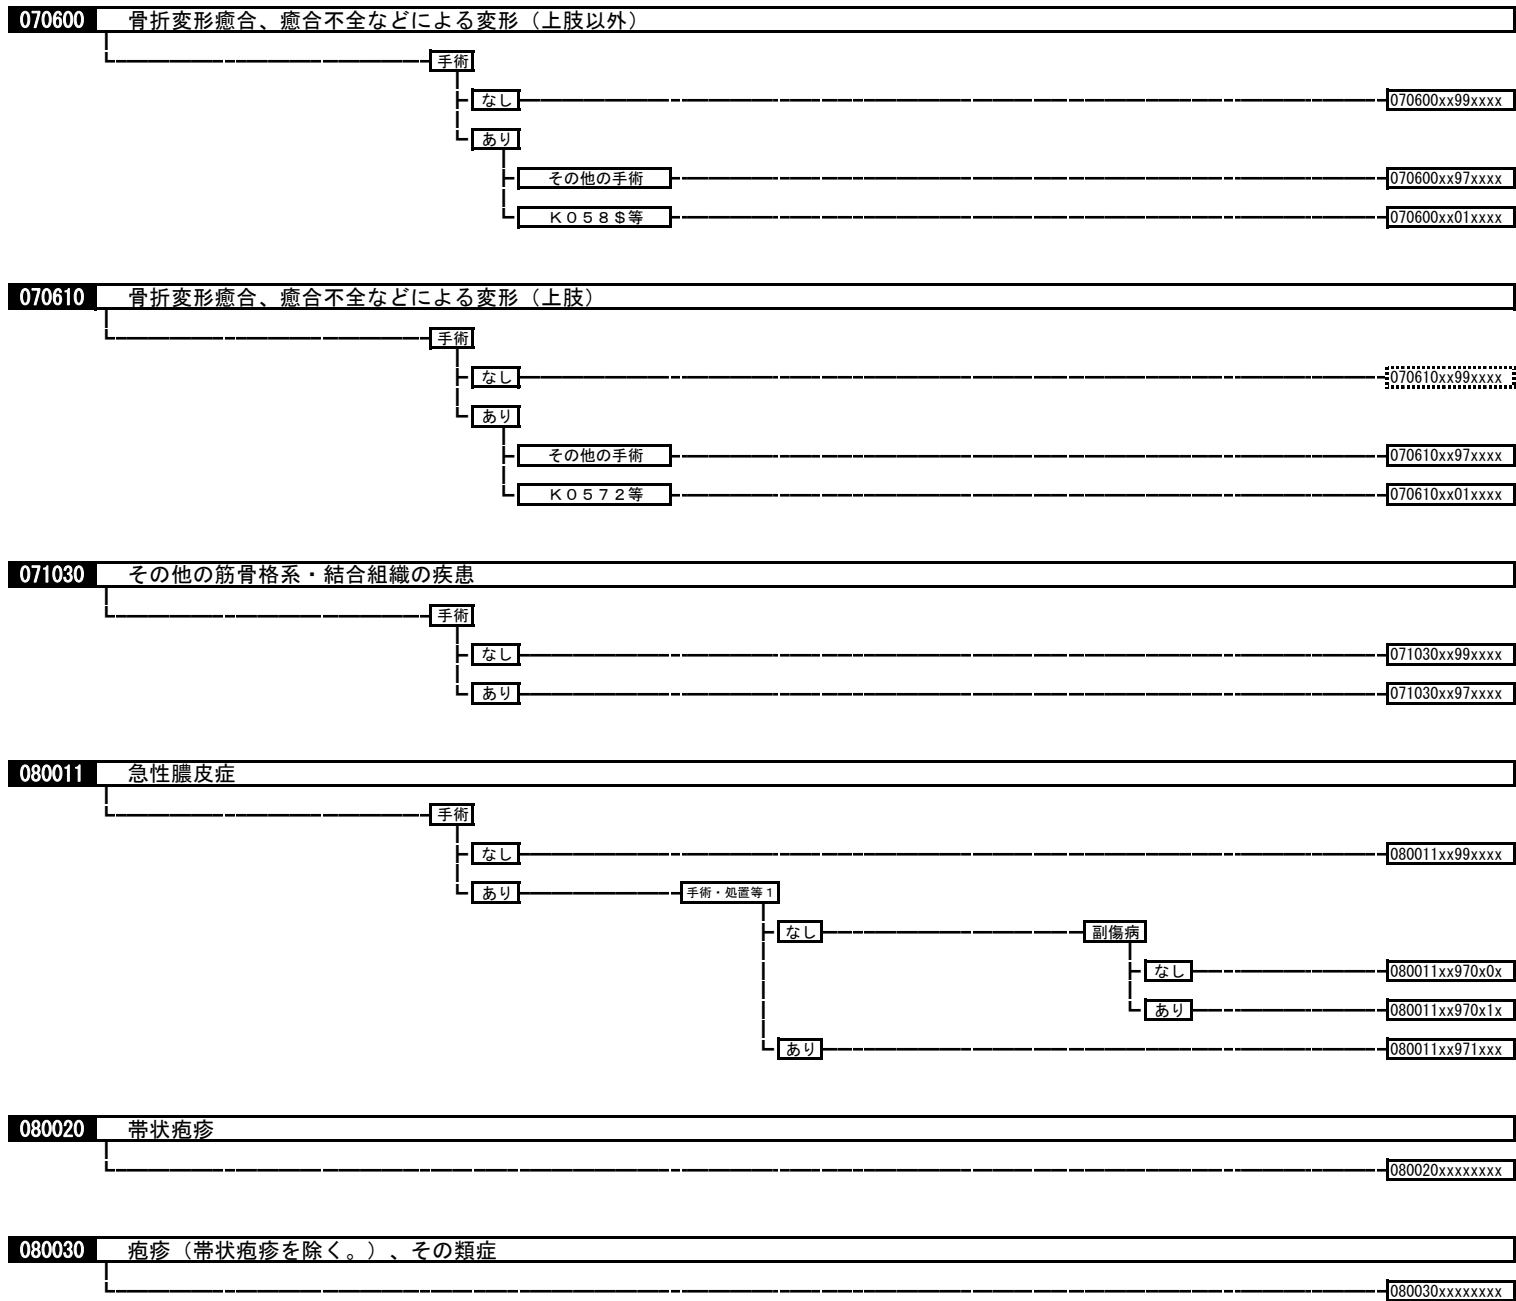 070600 骨折変形癒合、癒合不全などによる変形（上肢以外）
手術
なし 070600xx99xxxx
あり
その他の手術 070600xx97xxxx
Ｋ０５８＄等 070600xx01xxxx
070610 骨折変形癒合、癒合不全などによる変形（上肢）
手術
なし 070610xx99xxxx
あり
その他の手術 070610xx97xxxx
Ｋ０５７２等 070610xx01xxxx
071030 その他の筋骨格系・結合組織の疾患
手術
なし 071030xx99xxxx
あり 071030xx97xxxx
080011 急性膿皮症
手術
なし 080011xx99xxxx
あり 手術・処置等１
なし 副傷病
なし 080011xx970x0x
あり 080011xx970x1x
あり 080011xx971xxx
080020 帯状疱疹
080020xxxxxxxx
080030 疱疹（帯状疱疹を除く。）、その類症
080030xxxxxxxx